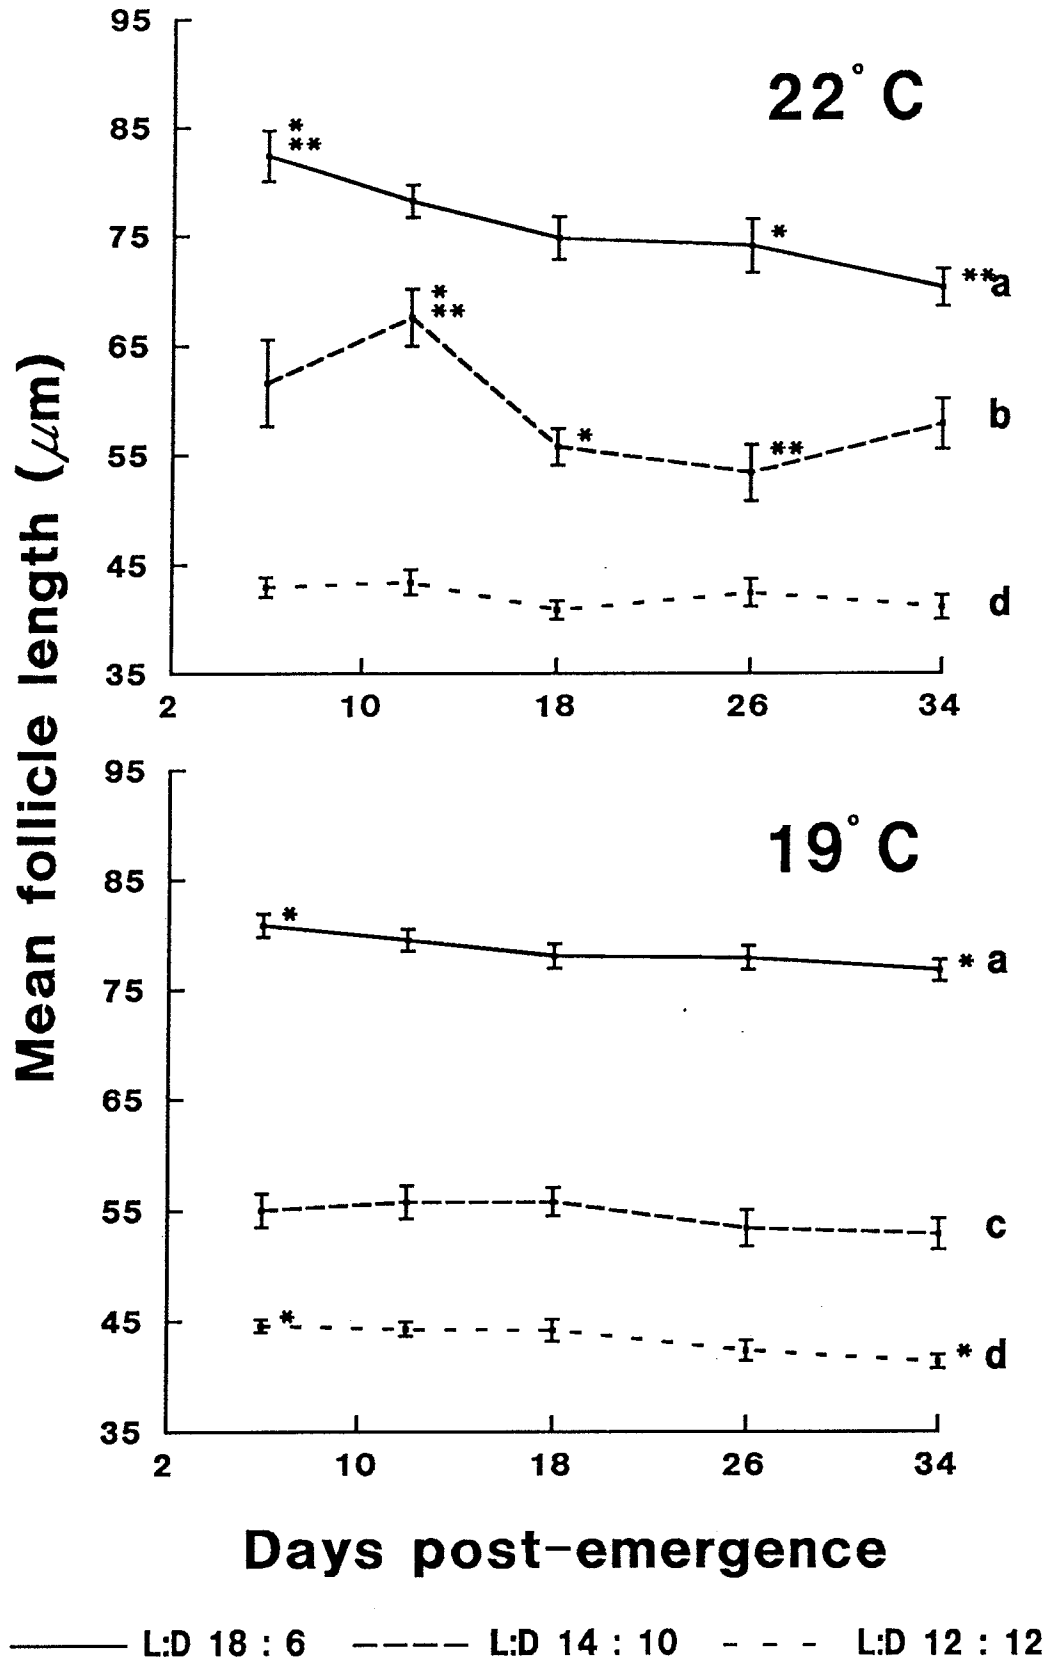 Mean follicle length (μm)
22°C
95
85
75
65
55
45
35
* **
*
**a
* **
*
**
b
d
2 10 18 26 34
19°C
95
85
75
65
55
45
35
*
* a
c
*
* d
2 10 18 26 34
Days post-emergence
L:D 18 : 6 L:D 14 : 10 L:D 12 : 12